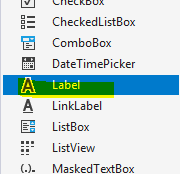 CheckBox
CheckedListBox
ComboBox
DateTimePicker
A Label
A LinkLabel
ListBox
ListView
(.). MaskedTextBox